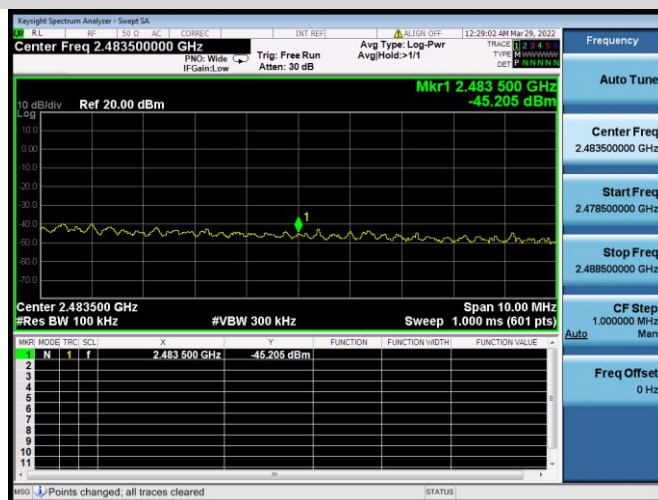 Keysight Spectrum Analyzer - Swept SA
RL RF 50 Ω AC CORREC INT REF ALIGN OFF 12:29:02 AM Mar 29, 2022
Center Freq 2.483500000 GHz
PNO: Wide
IFGain:Low
Trig: Free Run
Atten: 30 dB
Avg Type: Log-Pwr
Avg|Hold:>1/1
TRACE 1 2 3 4 5 6
TYPE M W W W W W
DET P N N N N N
Mkr1 2.483 500 GHz
-45.205 dBm
10 dB/div Ref 20.00 dBm
Log
10.0
0.00
-10.0
-20.0
-30.0
-40.0
-50.0
-60.0
-70.0
1
Center 2.483500 GHz Span 10.00 MHz
#Res BW 100 kHz #VBW 300 kHz Sweep 1.000 ms (601 pts)
MKR MODE TRC SCL X Y FUNCTION FUNCTION WIDTH FUNCTION VALUE
1 N 1 f 2.483 500 GHz -45.205 dBm
2
3
4
5
6
7
8
9
10
11
MSG Points changed; all traces cleared STATUS
Frequency
Auto Tune
Center Freq
2.483500000 GHz
Start Freq
2.478500000 GHz
Stop Freq
2.488500000 GHz
CF Step
1.000000 MHz
Auto Man
Freq Offset
0 Hz